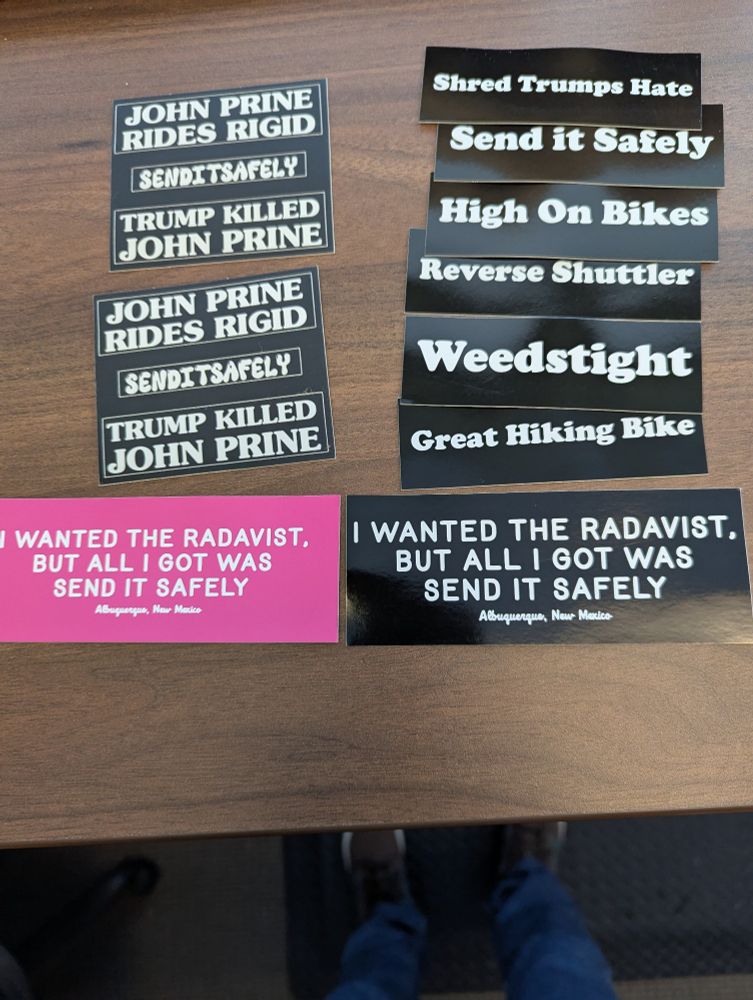 JOHN PRINE
RIDES RIGID
SENDITSAFELY
TRUMP KILLED
JOHN PRINE
JOHN PRINE
RIDES RIGID
SENDITSAFELY
TRUMP KILLED
JOHN PRINE
Shred Trumps Hate
Send it Safely
High On Bikes
Reverse Shuttler
Weedstight
Great Hiking Bike
I WANTED THE RADAVIST,
BUT ALL I GOT WAS
SEND IT SAFELY
Albuquerque, New Mexico
I WANTED THE RADAVIST,
BUT ALL I GOT WAS
SEND IT SAFELY
Albuquerque, New Mexico